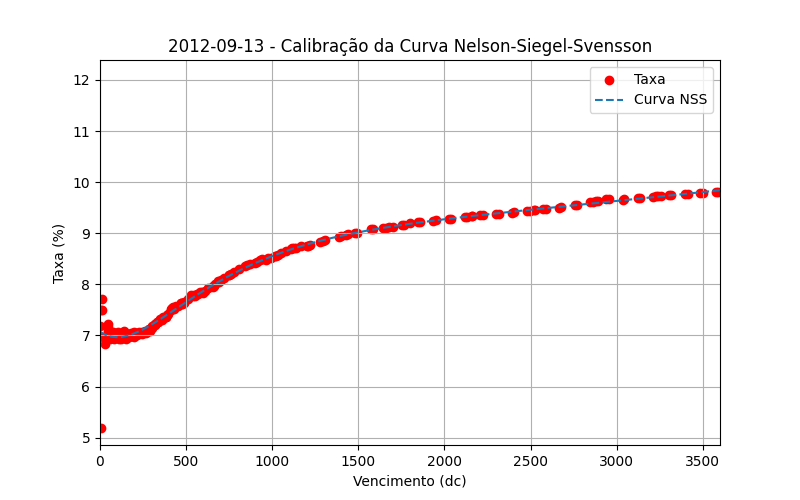 2012-09-13 - Calibração da Curva Nelson-Siegel-Svensson
Taxa
Curva NSS
Taxa (%)
12
11
10
9
8
7
6
5
0 500 1000 1500 2000 2500 3000 3500
Vencimento (dc)